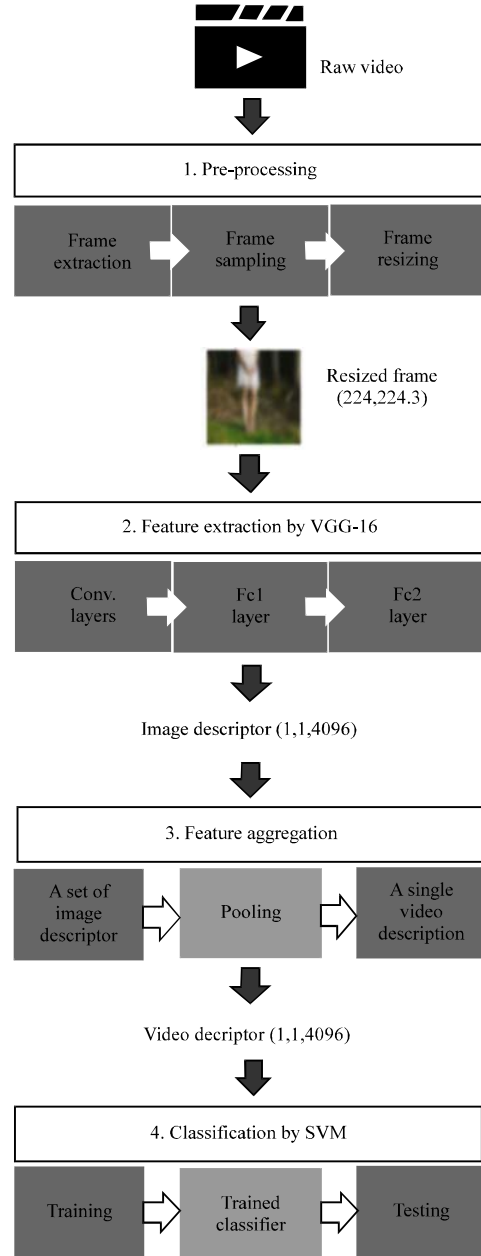 Raw video
1. Pre-processing
Frame
extraction
Frame
sampling
Frame
resizing
Resized frame
(224,224.3)
2. Feature extraction by VGG-16
Conv.
layers
Fc1
layer
Fc2
layer
Image descriptor (1,1,4096)
3. Feature aggregation
A set of
image
descriptor
Pooling
A single
video
description
Video decriptor (1,1,4096)
4. Classification by SVM
Training
Trained
classifier
Testing